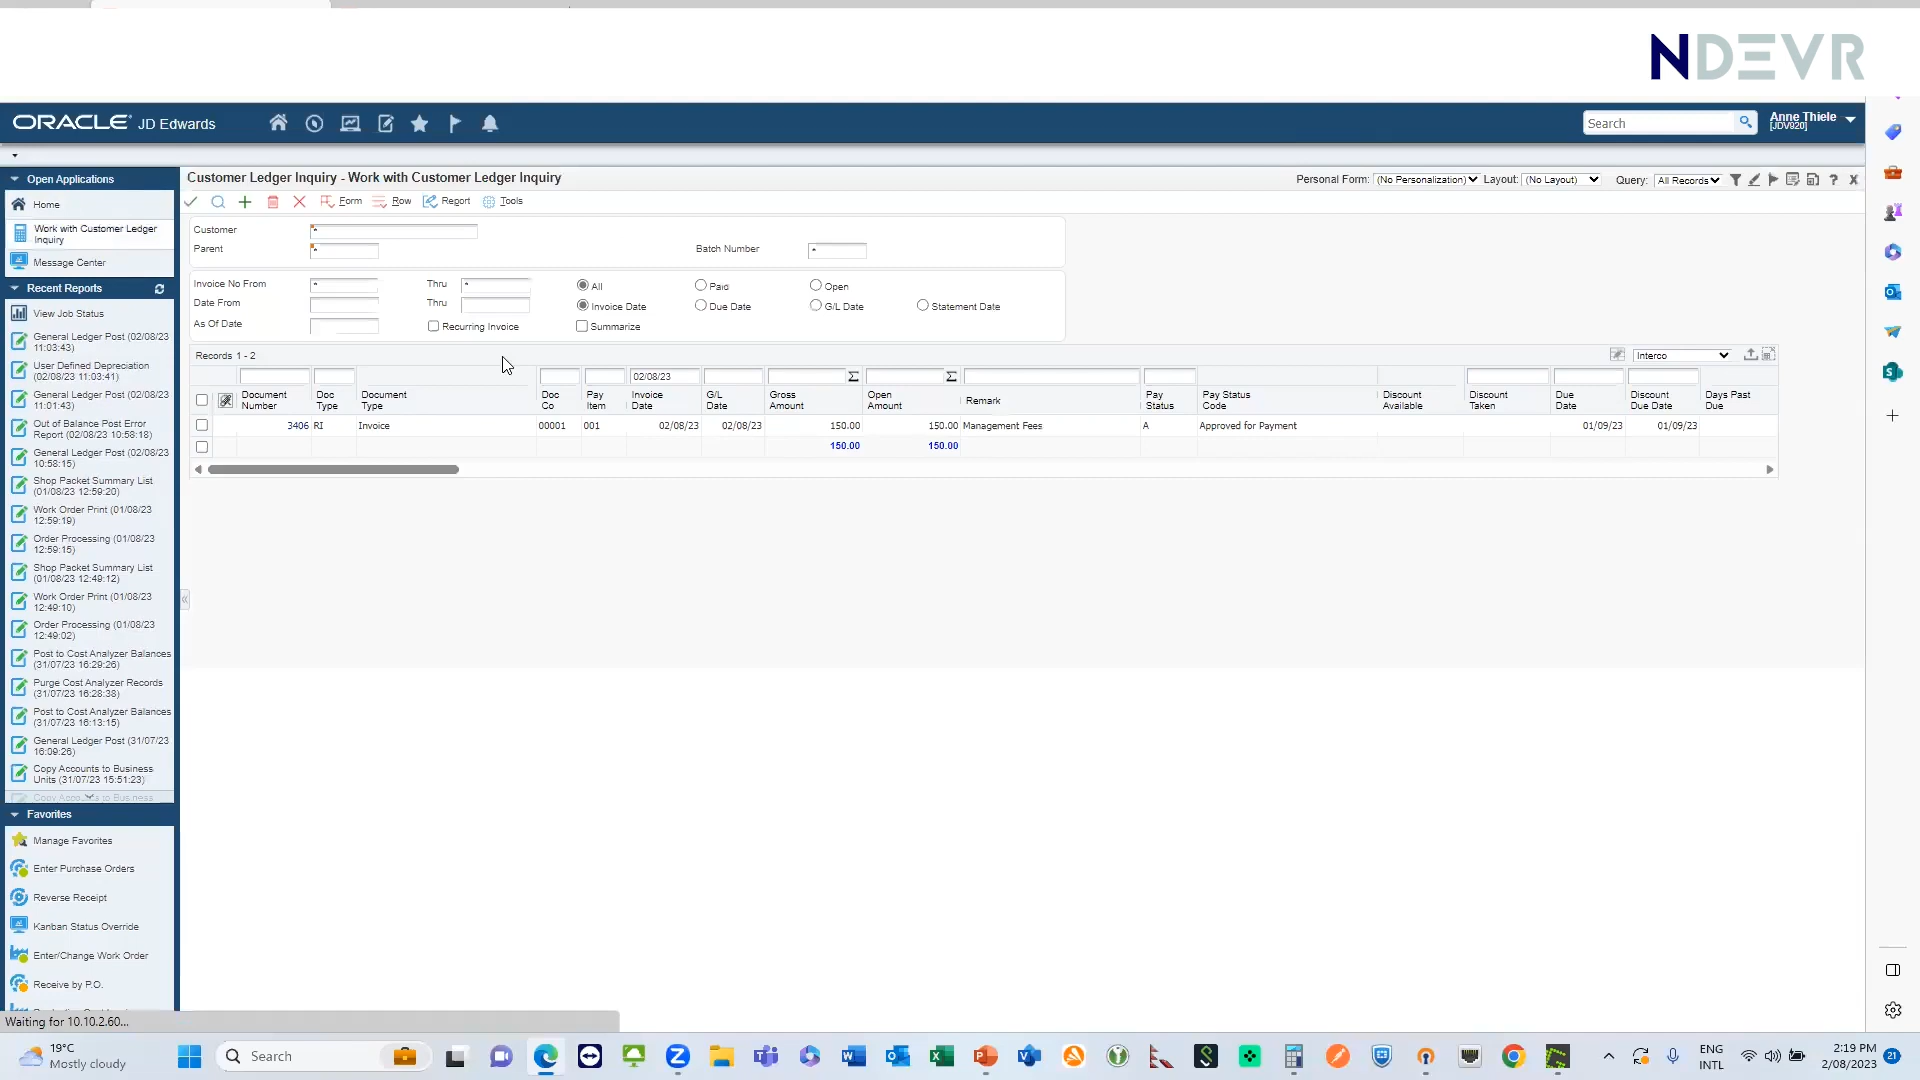 NDEVR
ORACLE JD Edwards
Search
Anne Thiele
[JDV920]
Open Applications
Home
Work with Customer Ledger
Inquiry
Message Center
Recent Reports
View Job Status
General Ledger Post (02/08/23
11:03:43)
User Defined Depreciation
(02/08/23 11:03:41)
General Ledger Post (02/08/23
11:01:43)
Out of Balance Post Error
Report (02/08/23 10:58:18)
General Ledger Post (02/08/23
10:58:15)
Shop Packet Summary List
(01/08/23 12:59:20)
Work Order Print (01/08/23
12:59:19)
Order Processing (01/08/23
12:59:15)
Shop Packet Summary List
(01/08/23 12:49:12)
Work Order Print (01/08/23
12:49:10)
Order Processing (01/08/23
12:49:02)
Post to Cost Analyzer Balances
(31/07/23 16:29:26)
Purge Cost Analyzer Records
(31/07/23 16:28:38)
Post to Cost Analyzer Balances
(31/07/23 16:13:15)
General Ledger Post (31/07/23
16:09:26)
Copy Accounts to Business
Units (31/07/23 15:51:23)
Favorites
Manage Favorites
Enter Purchase Orders
Reverse Receipt
Kanban Status Override
Enter/Change Work Order
Receive by P.O.
Waiting for 10.10.2.60...
Customer Ledger Inquiry - Work with Customer Ledger Inquiry
Personal Form: (No Personalization) Layout: (No Layout) Query: All Records
Form Row Report Tools
Customer *
Parent * Batch Number *
Invoice No From * Thru * All Paid Open
Date From Thru Invoice Date Due Date G/L Date Statement Date
As Of Date Recurring Invoice Summarize
Records 1 - 2 Interco
02/08/23
Document Number Doc Type Document Type Doc Co Pay Item Invoice Date G/L Date Gross Amount Open Amount Remark Pay Status Pay Status Code Discount Available Discount Taken Due Date Discount Due Date Days Past Due
3406 RI Invoice 00001 001 02/08/23 02/08/23 150.00 150.00 Management Fees A Approved for Payment 01/09/23 01/09/23
150.00 150.00
19°C
Mostly cloudy
Search
ENG
INTL
2:19 PM
2/08/2023
21